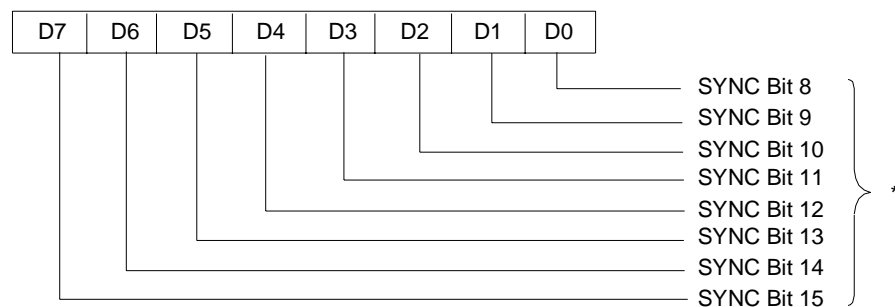 D7 D6 D5 D4 D3 D2 D1 D0
SYNC Bit 8
SYNC Bit 9
SYNC Bit 10
SYNC Bit 11
*
SYNC Bit 12
SYNC Bit 13
SYNC Bit 14
SYNC Bit 15